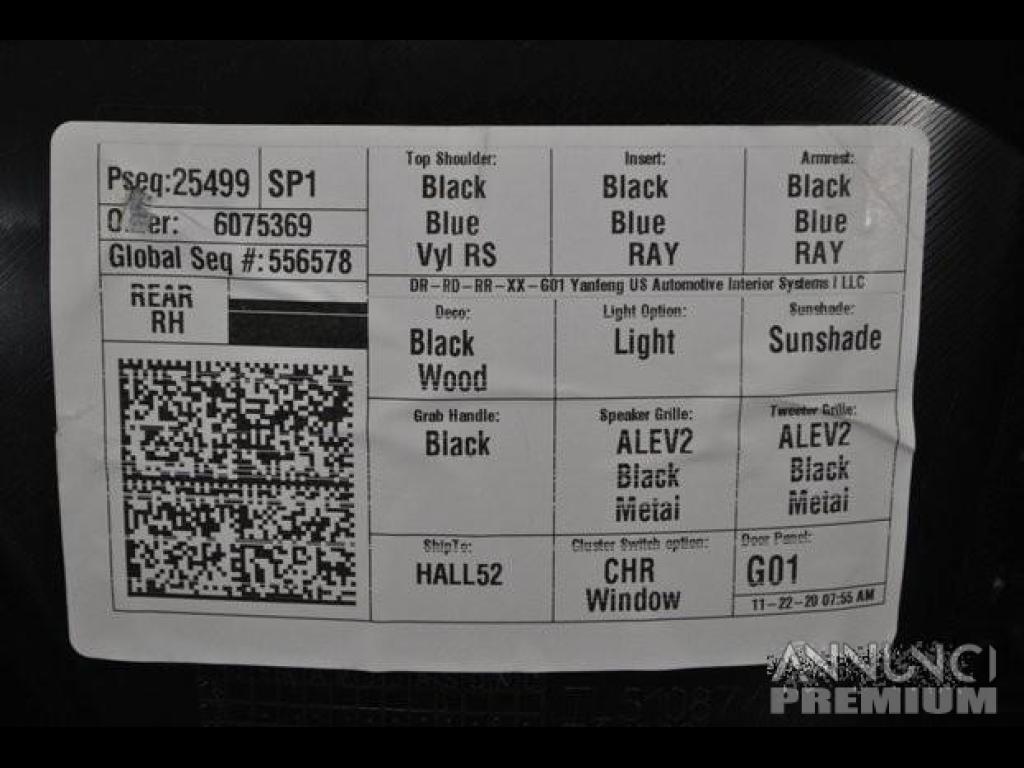 Pseq:25499 SP1
Order: 6075369
Global Seq #:556578
REAR
RH
Top Shoulder:
Black
Blue
Vyl RS
Insert:
Black
Blue
RAY
Armrest:
Black
Blue
RAY
DR-RD-RR-XX-G01 Yanfeng US Automotive Interior Systems I LLC
Deco:
Black
Wood
Light Option:
Light
Sunshade:
Sunshade
Grab Handle:
Black
Speaker Grille:
ALEV2
Black
Metal
Tweeter Grille:
ALEV2
Black
Metal
ShipTo:
HALL52
Cluster Switch option:
CHR
Window
Door Panel:
G01
11-22-20 07:55 AM
ANNUNCI
PREMIUM